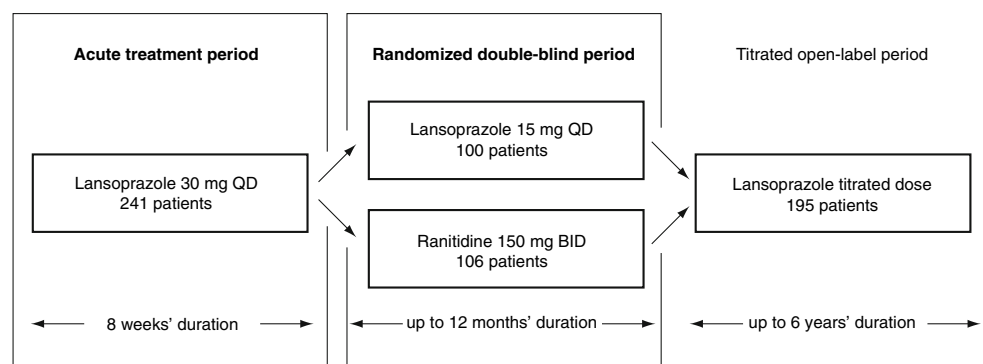 Acute treatment period
Lansoprazole 30 mg QD
241 patients
8 weeks’ duration
Randomized double-blind period
Lansoprazole 15 mg QD
100 patients
Ranitidine 150 mg BID
106 patients
up to 12 months’ duration
Titrated open-label period
Lansoprazole titrated dose
195 patients
up to 6 years’ duration